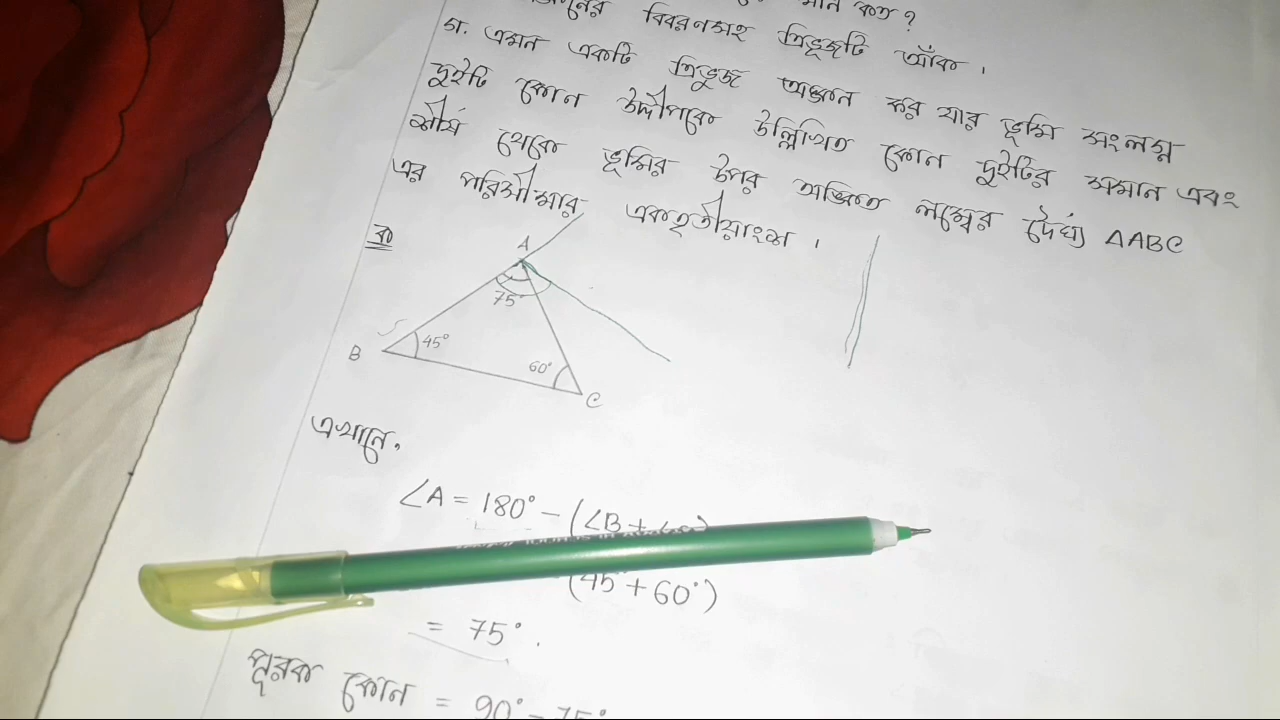 মান কত?
বিবরণসহ ত্রিভুজটি আঁক।
গ. এমন একটি ত্রিভুজ অঙ্কন কর যার ভূমি সংলগ্ন
দুইটি কোন উদ্দীপকে উল্লিখিত কোন দুইটির সমান এবং
শীর্ষ থেকে ভূমির উপর অঙ্কিত লম্বের দৈর্ঘ্য ΔABC
এর পরিসীমার একতৃতীয়াংশ।
ক
A
75°
B 45°
60°
C
এখানে,
∠A = 180° - (∠B +
(45° + 60°)
= 75°.
পূরক কোন = 90° - 75°